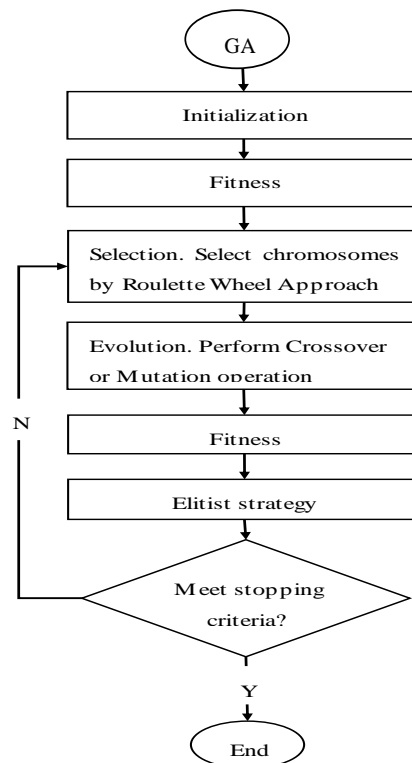 GA
Initialization
Fitness
Selection. Select chromosomes
by Roulette Wheel Approach
Evolution. Perform Crossover
or Mutation operation
N
Fitness
Elitist strategy
Meet stopping
criteria?
Y
End